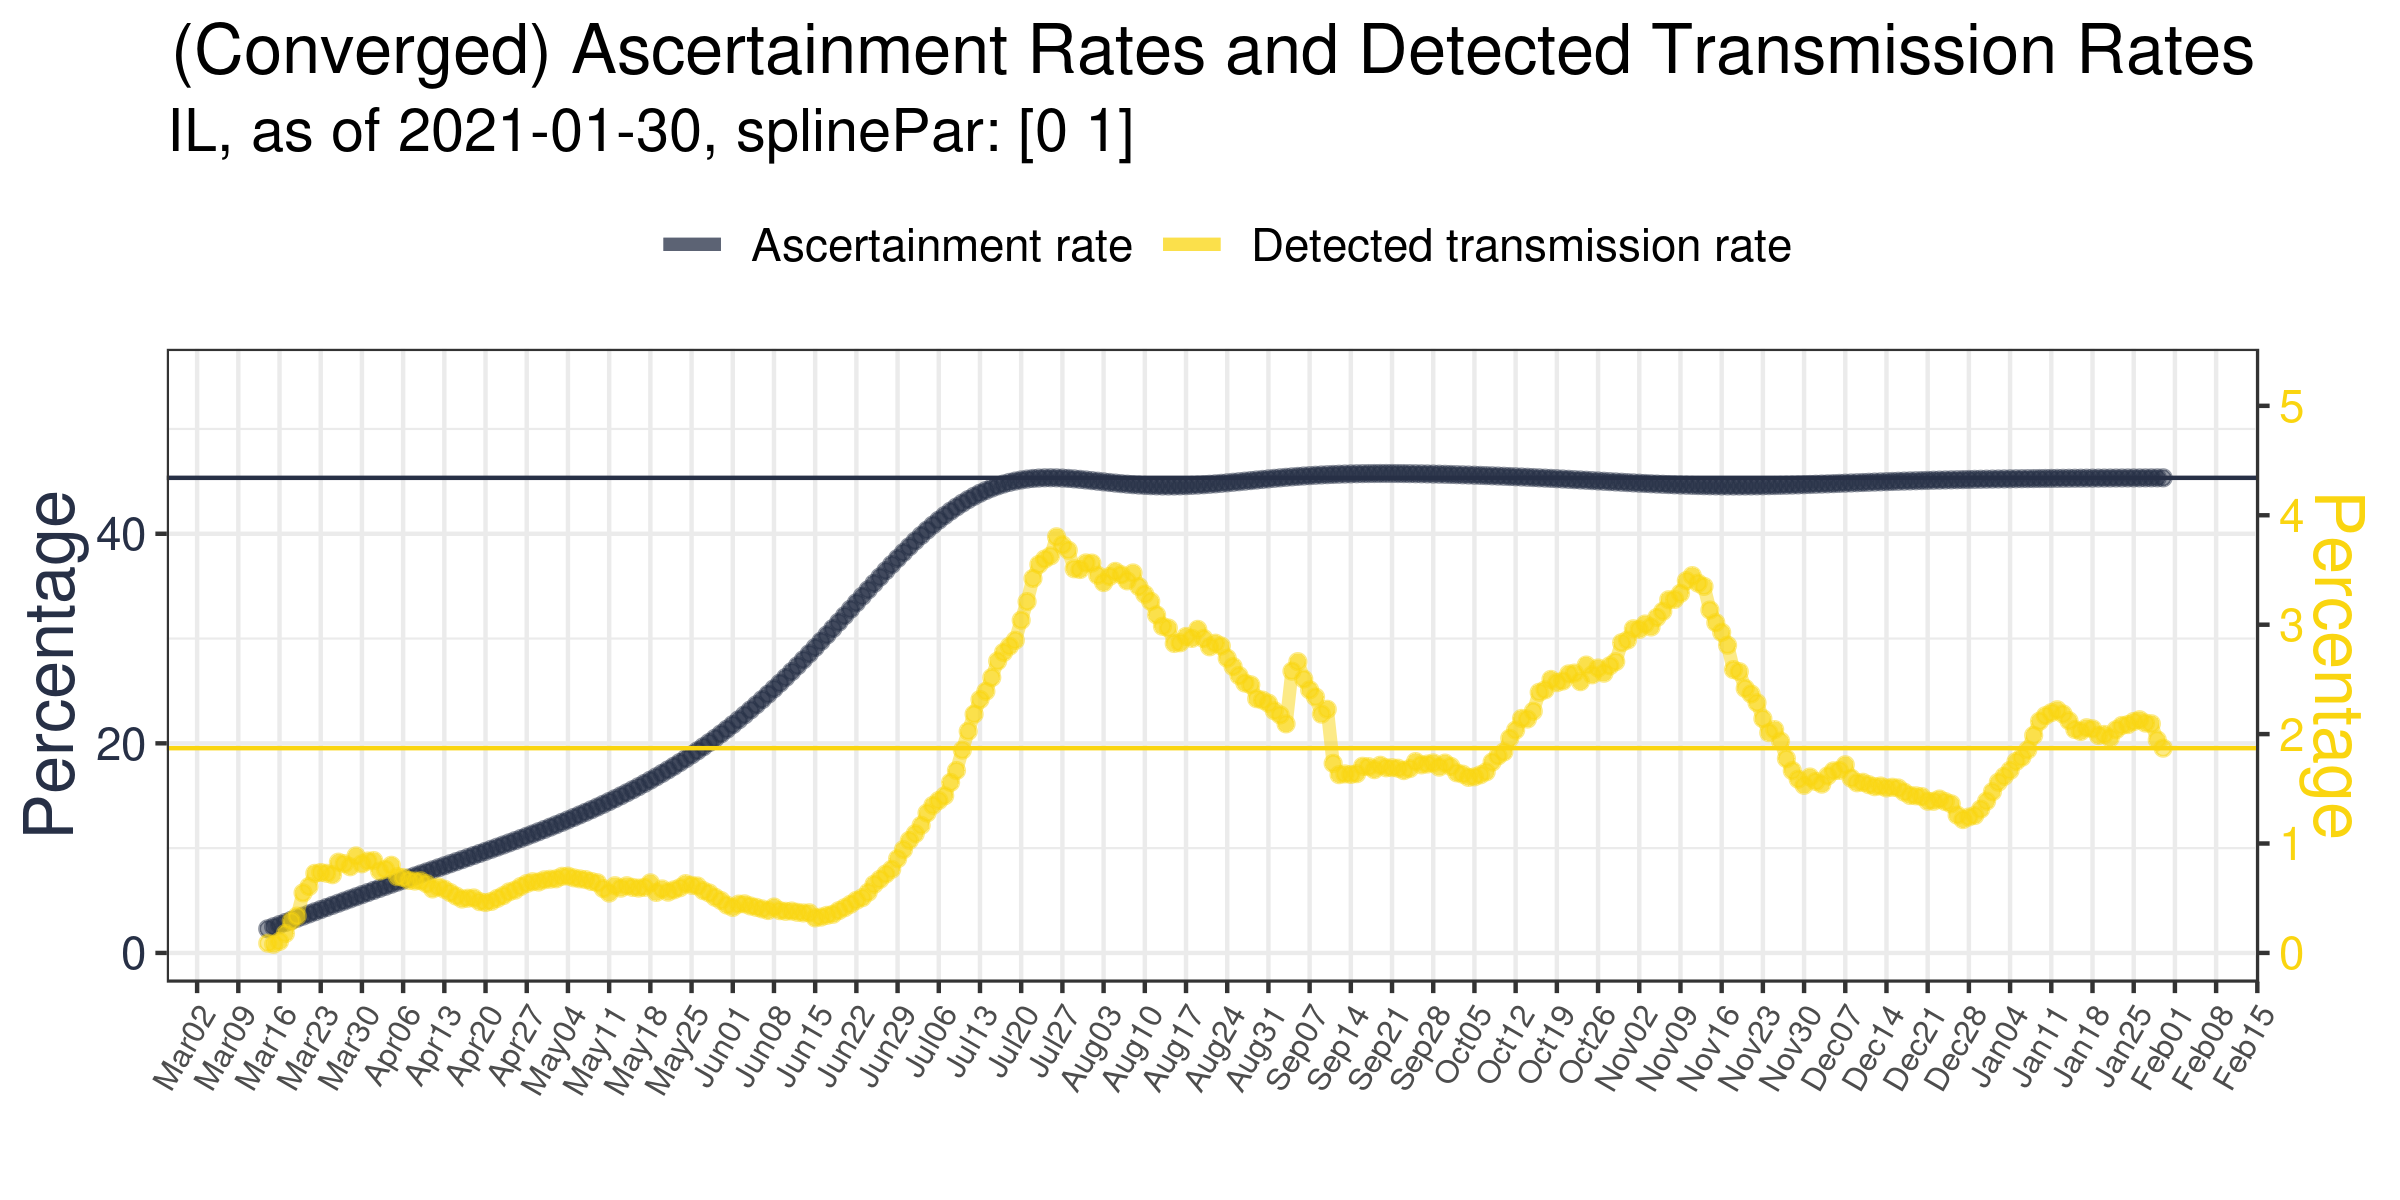 (Converged) Ascertainment Rates and Detected Transmission Rates
IL, as of 2021-01-30, splinePar: [0 1]
Ascertainment rate Detected transmission rate
Percentage
40
20
0
5
4
3
2
1
0
Percentage
Mar02 Mar09 Mar16 Mar23 Mar30 Apr06 Apr13 Apr20 Apr27 May04 May11 May18 May25 Jun01 Jun08 Jun15 Jun22 Jun29 Jul06 Jul13 Jul20 Jul27 Aug03 Aug10 Aug17 Aug24 Aug31 Sep07 Sep14 Sep21 Sep28 Oct05 Oct12 Oct19 Oct26 Nov02 Nov09 Nov16 Nov23 Nov30 Dec07 Dec14 Dec21 Dec28 Jan04 Jan11 Jan18 Jan25 Feb01 Feb08 Feb15